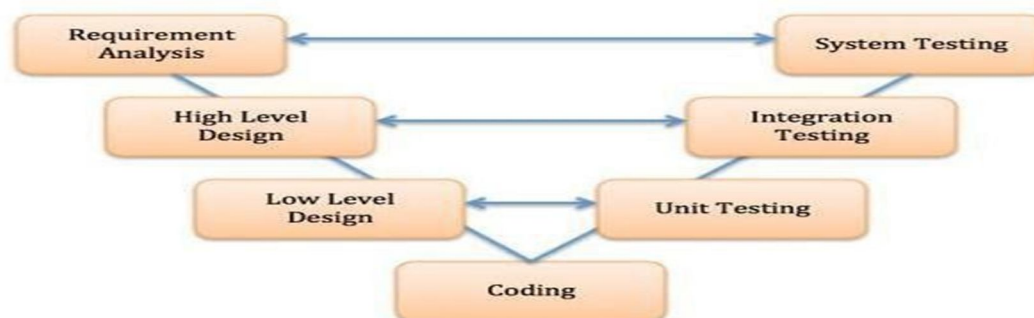 Requirement
Analysis
System Testing
High Level
Design
Integration
Testing
Low Level
Design
Unit Testing
Coding